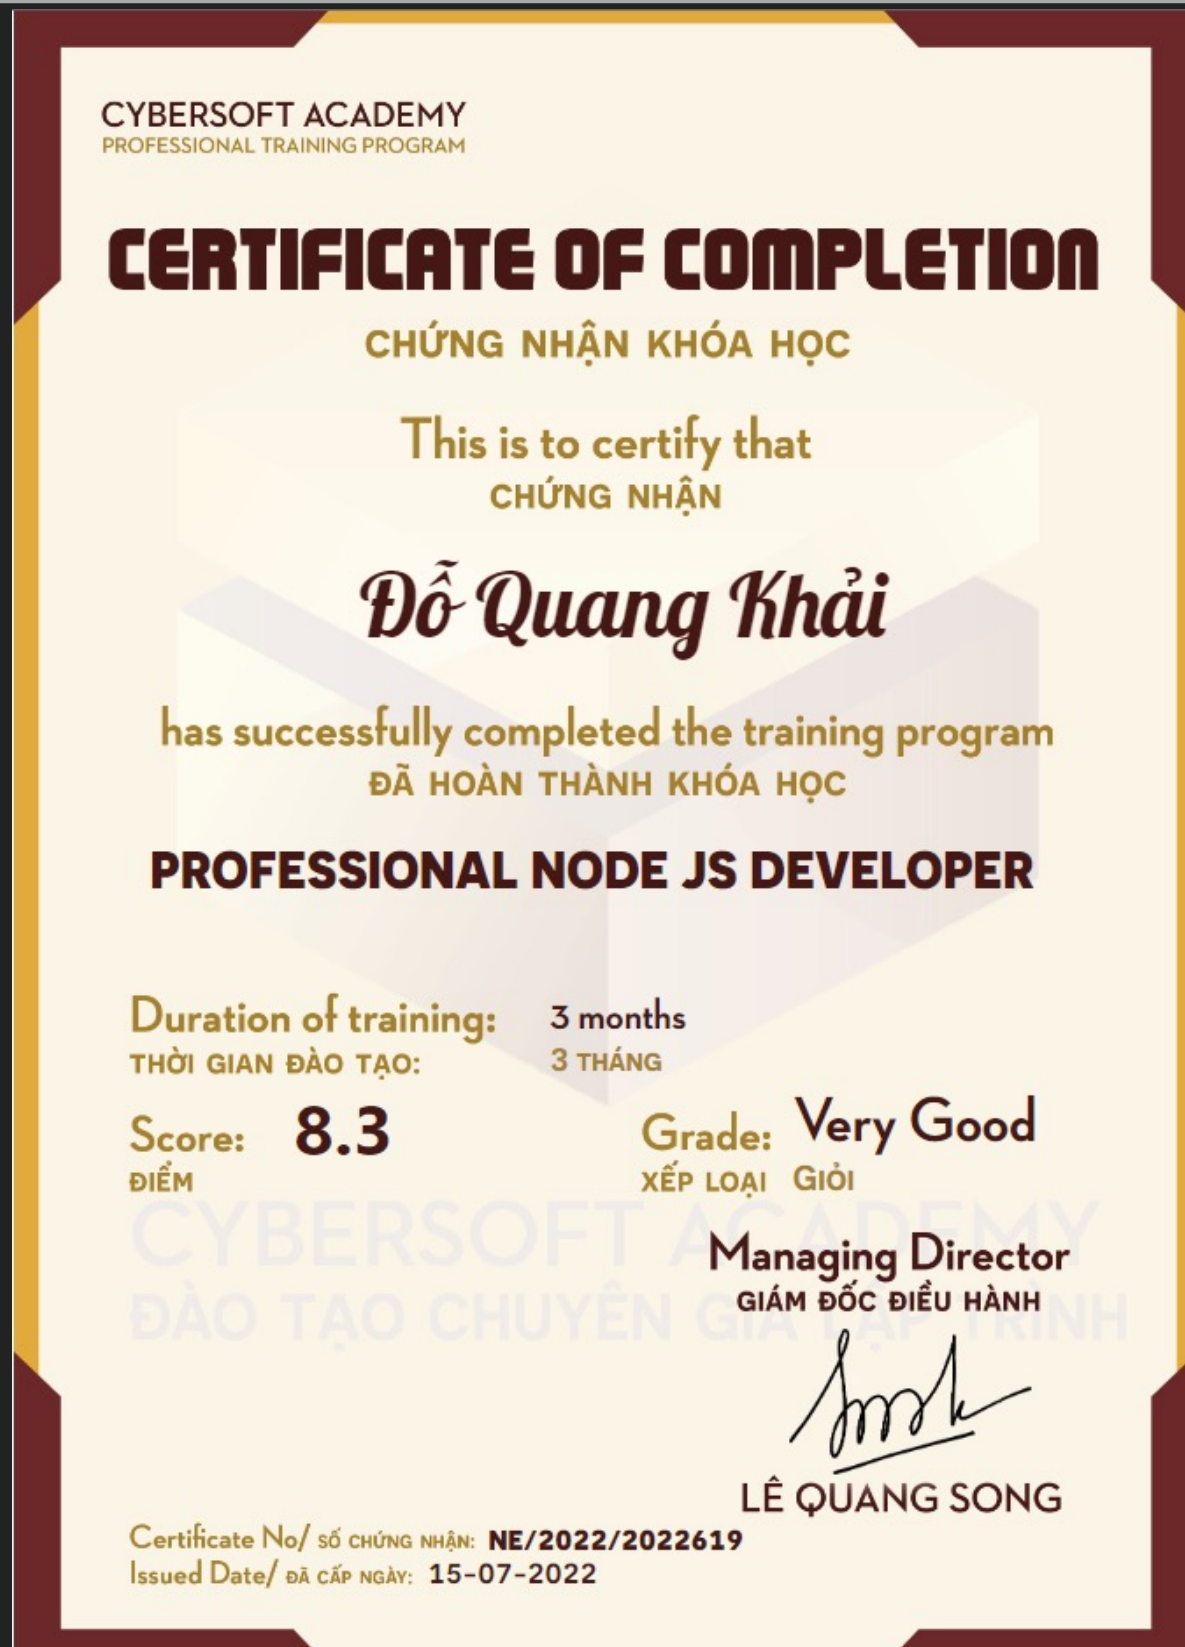 CYBERSOFT ACADEMY
PROFESSIONAL TRAINING PROGRAM
CERTIFICATE OF COMPLETION
CHỨNG NHẬN KHÓA HỌC
This is to certify that
CHỨNG NHẬN
Đỗ Quang Khải
has successfully completed the training program
ĐÃ HOÀN THÀNH KHÓA HỌC
PROFESSIONAL NODE JS DEVELOPER
Duration of training: 3 months
THỜI GIAN ĐÀO TẠO: 3 THÁNG
Score: 8.3 Grade: Very Good
ĐIỂM XẾP LOẠI GIỎI
CYBERSOFT ACADEMY
Managing Director
GIÁM ĐỐC ĐIỀU HÀNH
ĐÀO TẠO CHUYÊN GIA LẬP TRÌNH
LÊ QUANG SONG
Certificate No/ SỐ CHỨNG NHẬN: NE/2022/2022619
Issued Date/ ĐÃ CẤP NGÀY: 15-07-2022